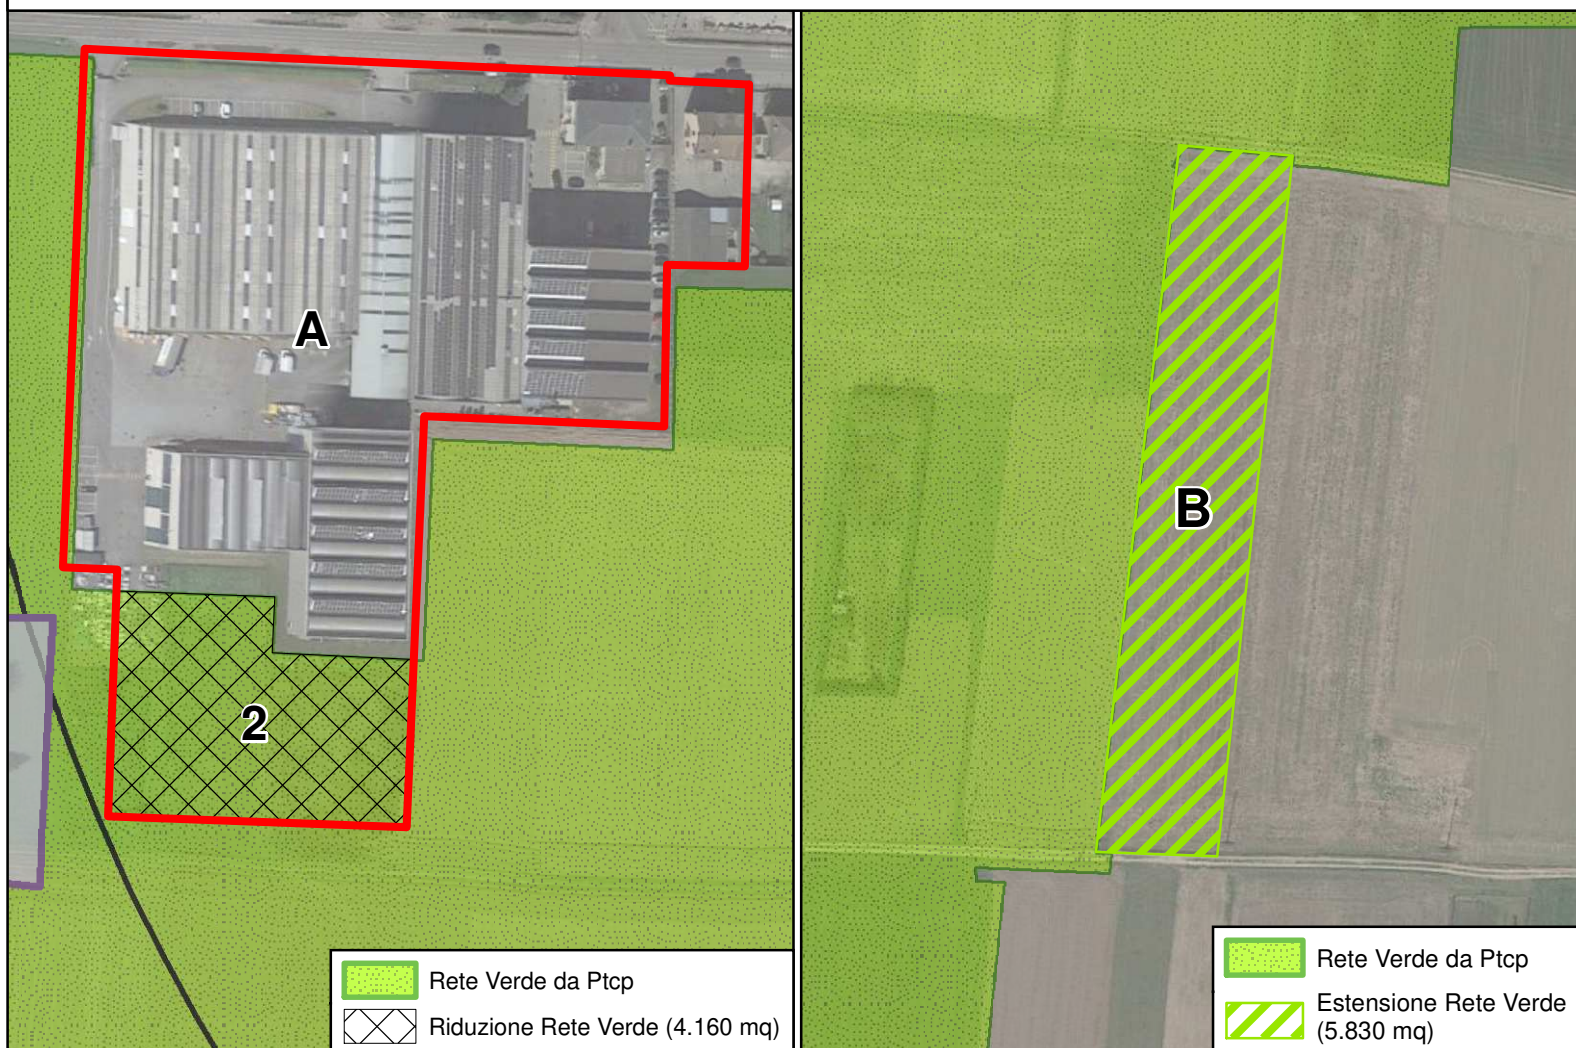 A
2
B
Rete Verde da Ptcp
Riduzione Rete Verde (4.160 mq)
Rete Verde da Ptcp
Estensione Rete Verde
(5.830 mq)